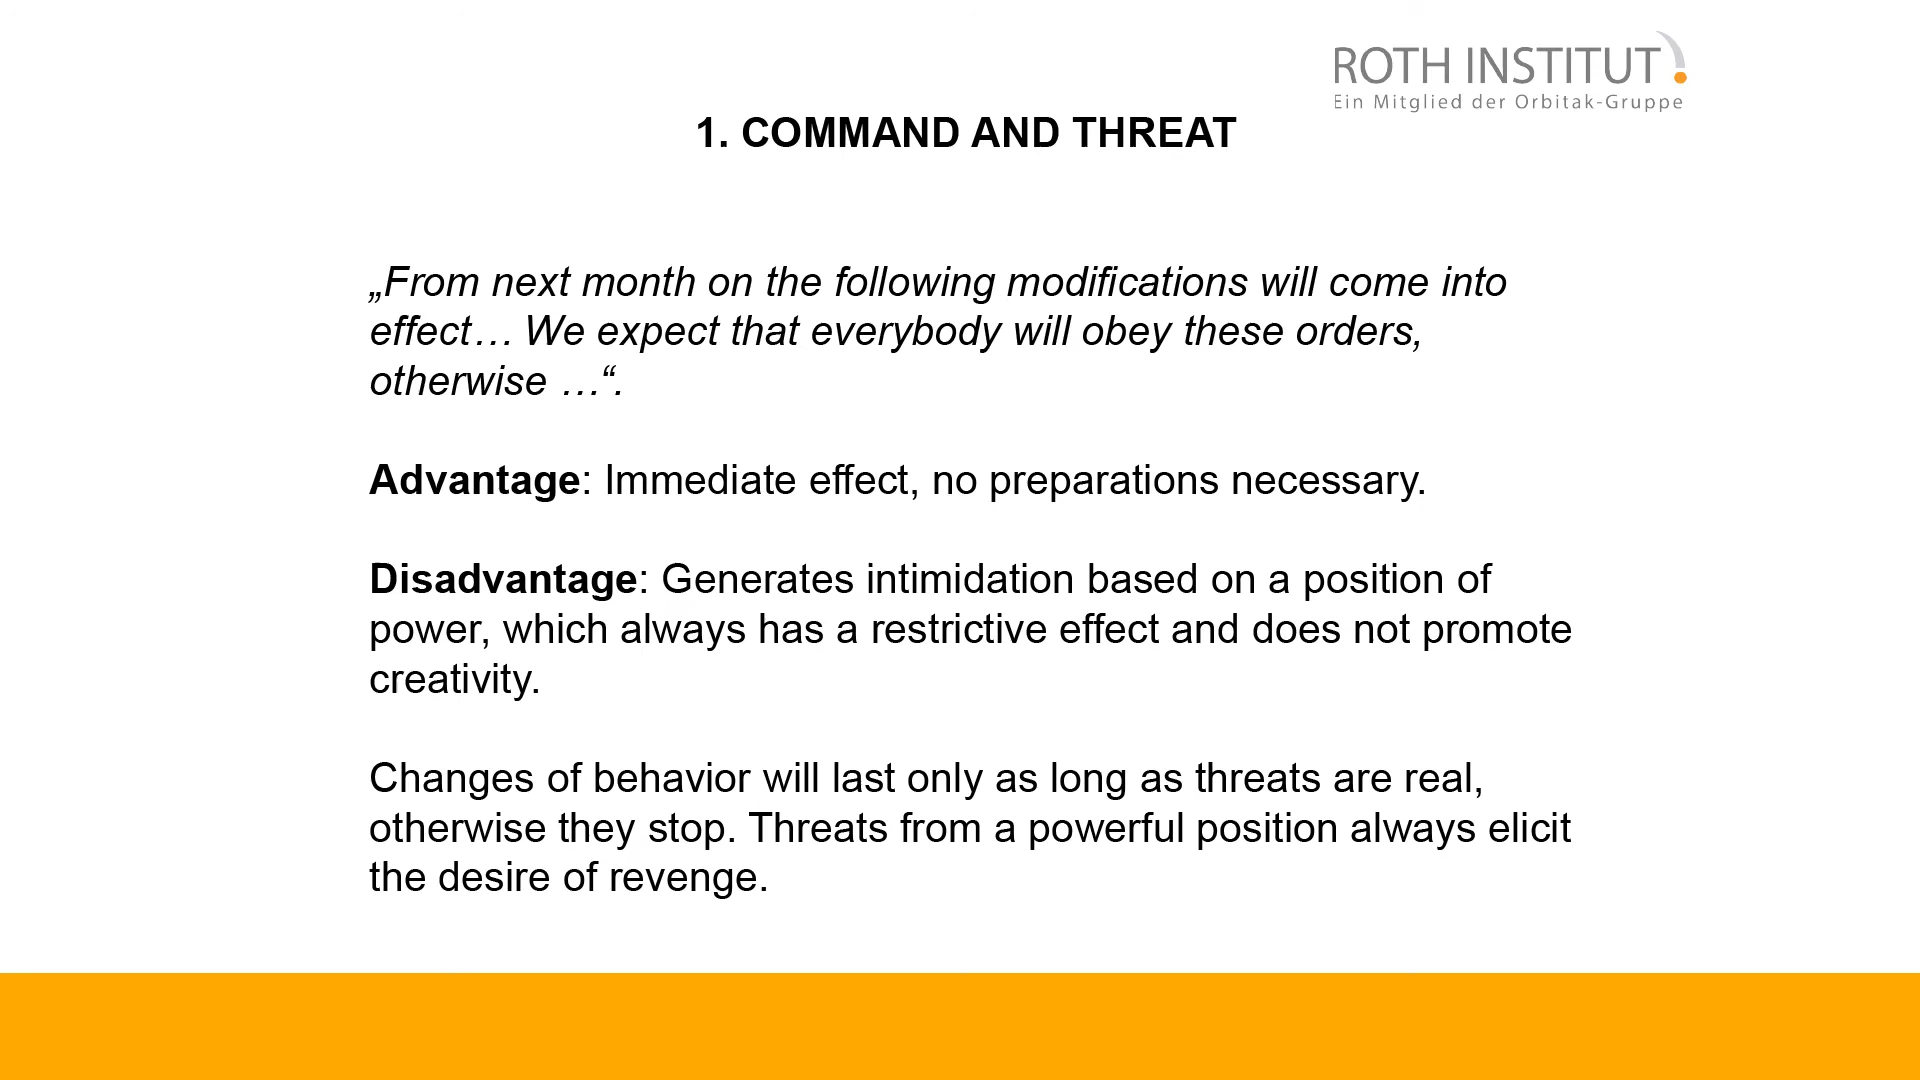 ROTH INSTITUT
Ein Mitglied der Orbitak-Gruppe
1. COMMAND AND THREAT
„From next month on the following modifications will come into
effect… We expect that everybody will obey these orders,
otherwise …“.
Advantage: Immediate effect, no preparations necessary.
Disadvantage: Generates intimidation based on a position of
power, which always has a restrictive effect and does not promote
creativity.
Changes of behavior will last only as long as threats are real,
otherwise they stop. Threats from a powerful position always elicit
the desire of revenge.